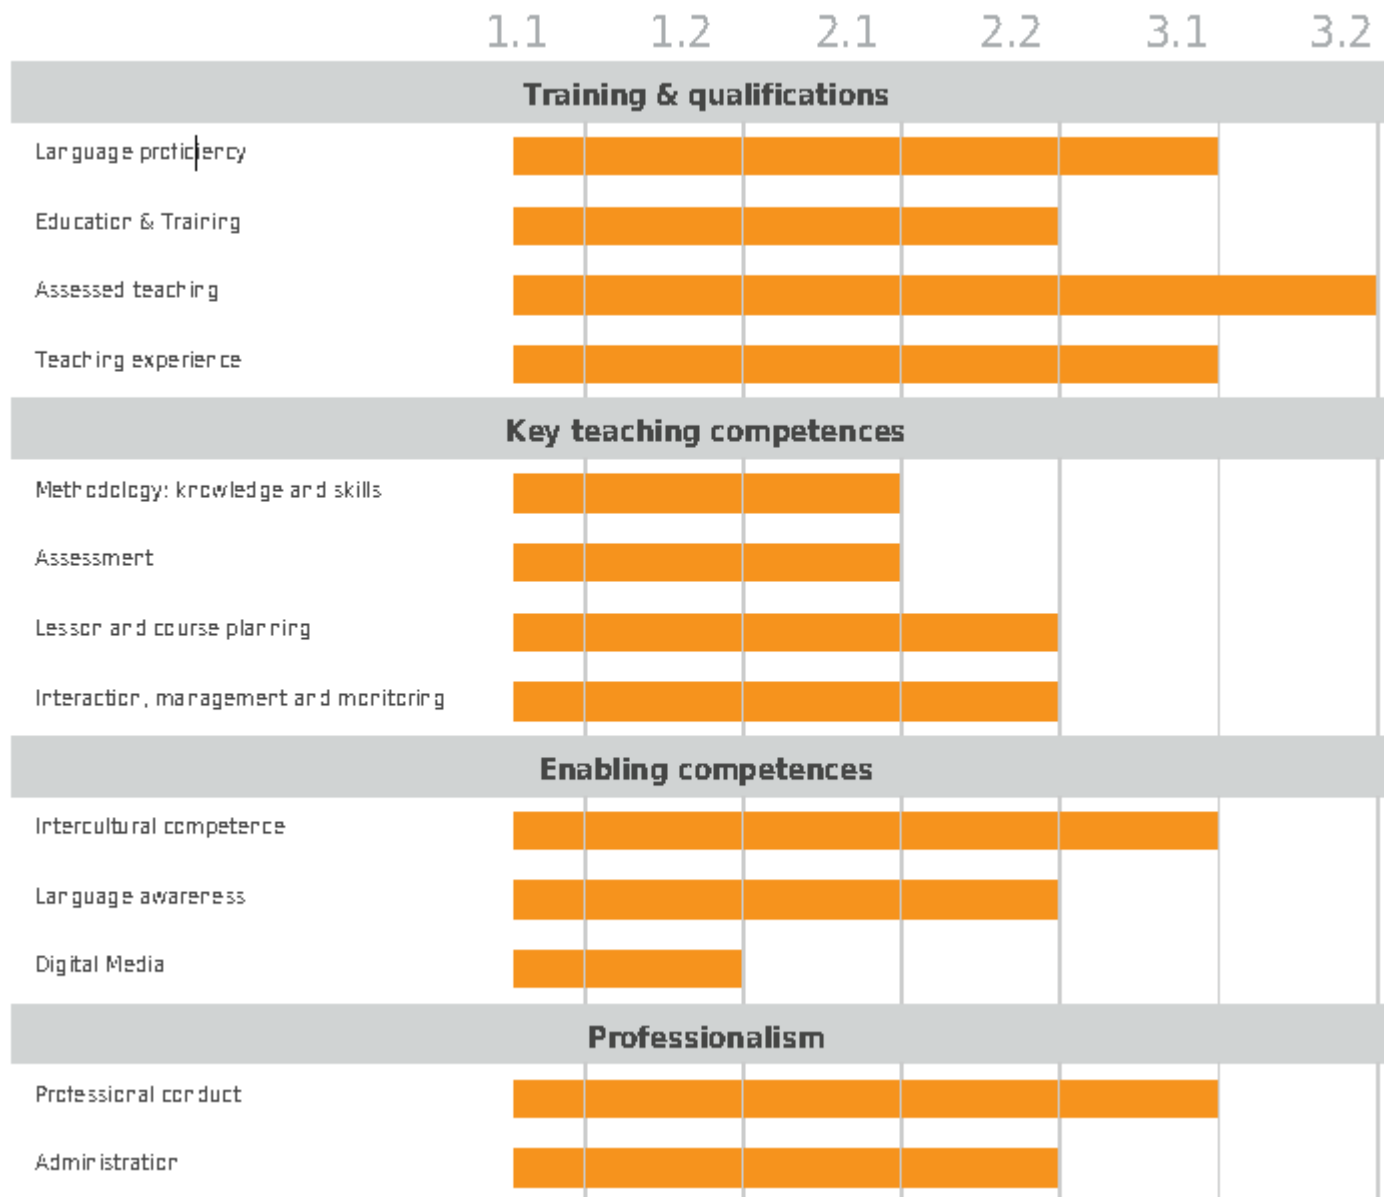 1.1 1.2 2.1 2.2 3.1 3.2
Training & qualifications
Language proficiency
Education & Training
Assessed teaching
Teaching experience
Key teaching competences
Methodology: knowledge and skills
Assessment
Lesson and course planning
Interaction, management and monitoring
Enabling competences
Intercultural competence
Language awareness
Digital Media
Professionalism
Professional conduct
Administration